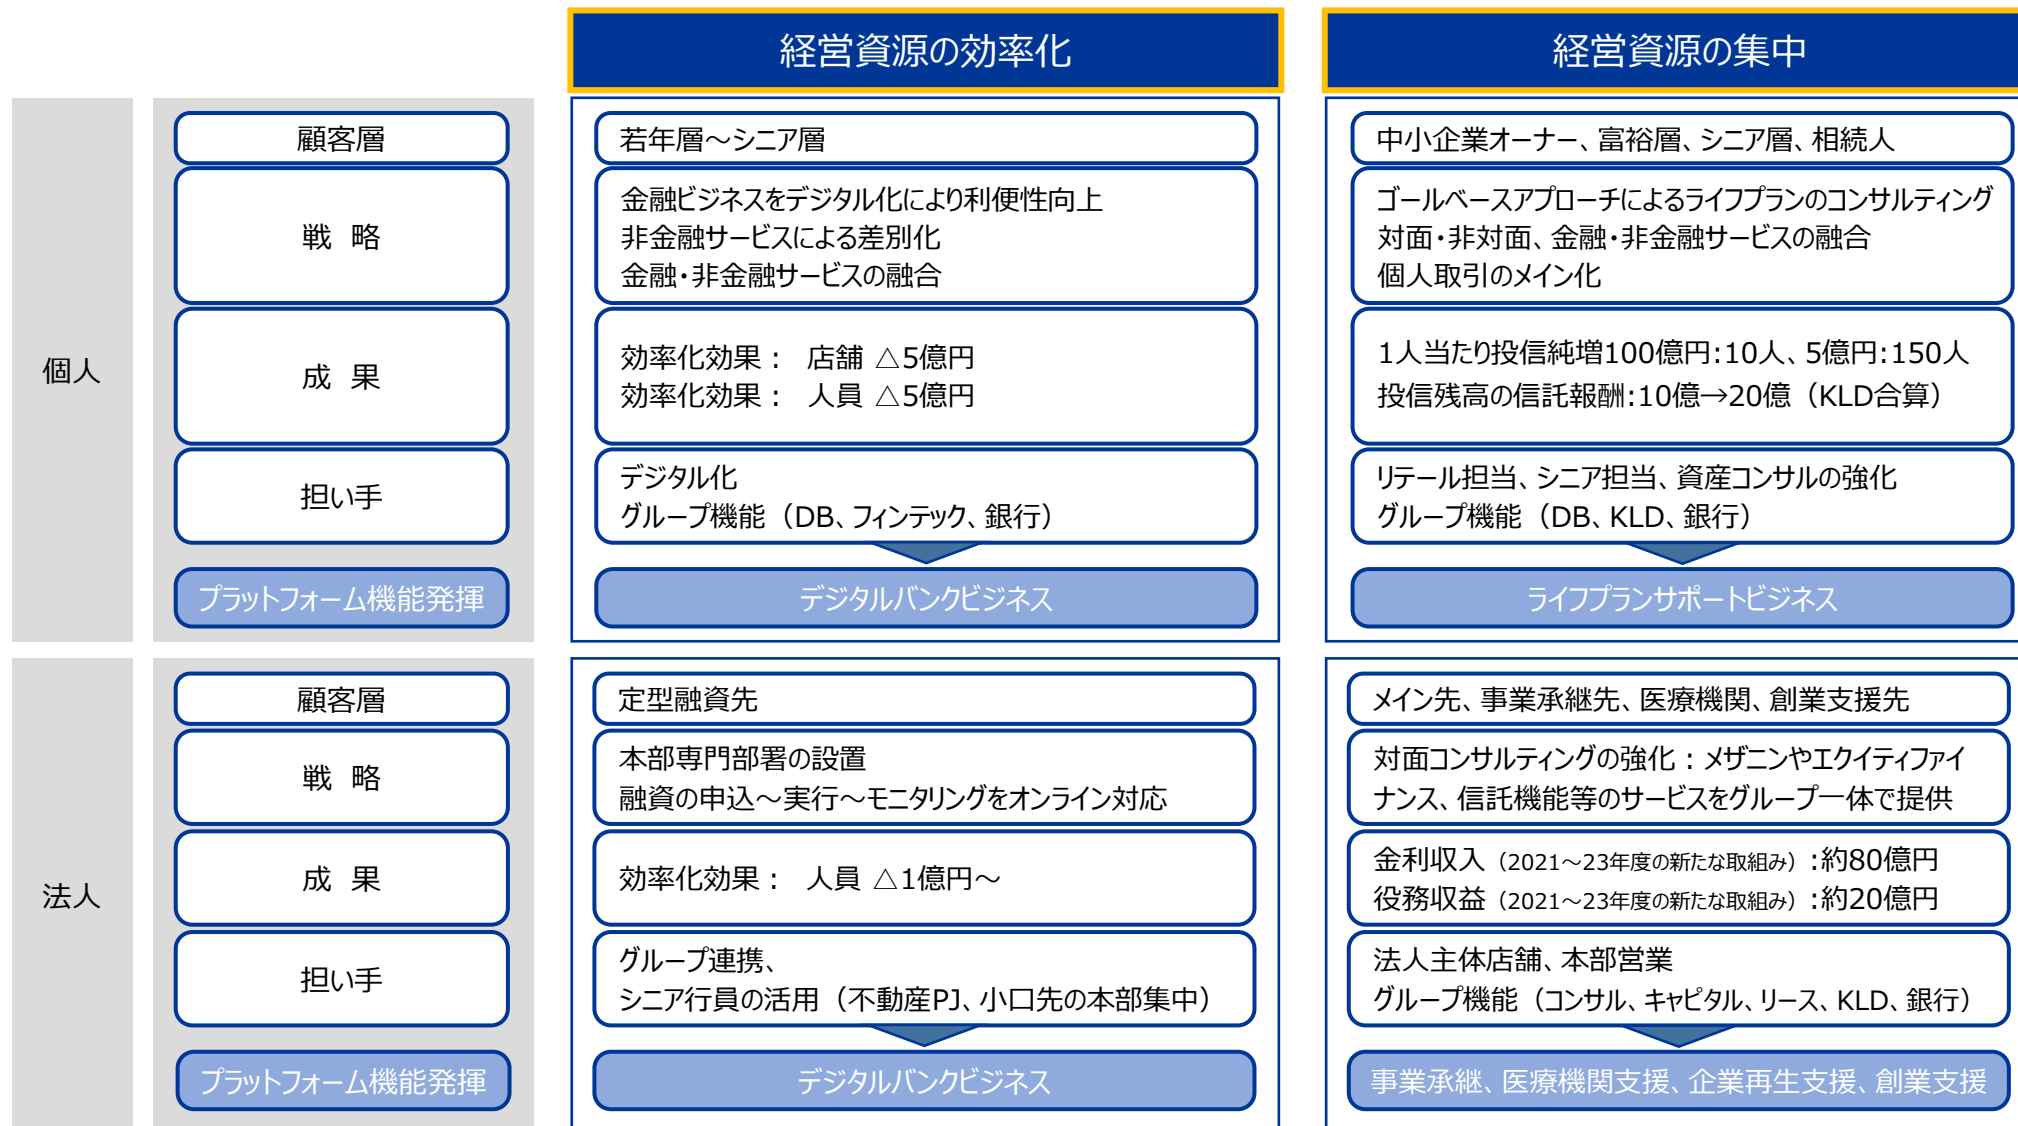 経営資源の効率化
経営資源の集中
個人
顧客層
若年層～シニア層
中小企業オーナー、富裕層、シニア層、相続人
戦 略
金融ビジネスをデジタル化により利便性向上
非金融サービスによる差別化
金融・非金融サービスの融合
ゴールベースアプローチによるライフプランのコンサルティング
対面・非対面、金融・非金融サービスの融合
個人取引のメイン化
成 果
効率化効果： 店舗 △5億円
効率化効果： 人員 △5億円
1人当たり投信純増100億円:10人、5億円:150人
投信残高の信託報酬:10億→20億（KLD合算）
担い手
デジタル化
グループ機能（DB、フィンテック、銀行）
リテール担当、シニア担当、資産コンサルの強化
グループ機能（DB、KLD、銀行）
プラットフォーム機能発揮
デジタルバンクビジネス
ライフプランサポートビジネス
法人
顧客層
定型融資先
メイン先、事業承継先、医療機関、創業支援先
戦 略
本部専門部署の設置
融資の申込～実行～モニタリングをオンライン対応
対面コンサルティングの強化：メザニンやエクイティファイ
ナンス、信託機能等のサービスをグループ一体で提供
成 果
効率化効果： 人員 △1億円～
金利収入（2021～23年度の新たな取組み）:約80億円
役務収益（2021～23年度の新たな取組み）:約20億円
担い手
グループ連携、
シニア行員の活用（不動産PJ、小口先の本部集中）
法人主体店舗、本部営業
グループ機能（コンサル、キャピタル、リース、KLD、銀行）
プラットフォーム機能発揮
デジタルバンクビジネス
事業承継、医療機関支援、企業再生支援、創業支援